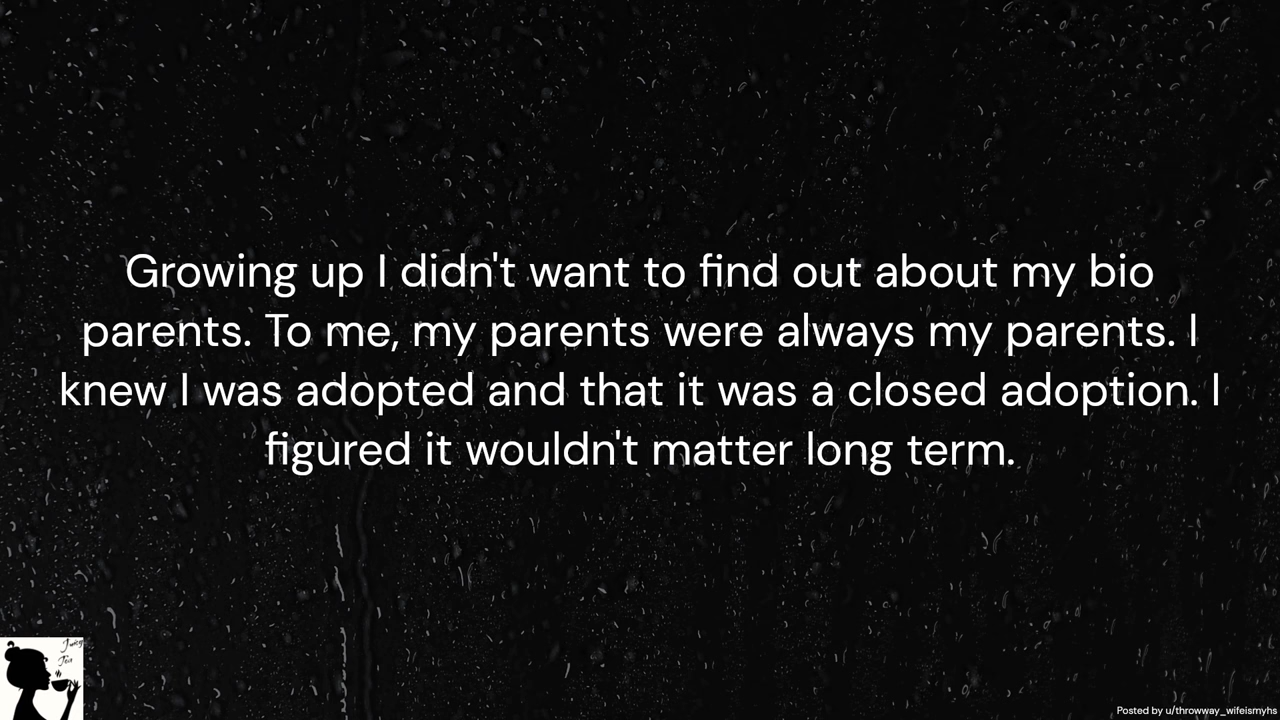 Growing up I didn't want to find out about my bio
parents. To me, my parents were always my parents. I
knew I was adopted and that it was a closed adoption. I
figured it wouldn't matter long term.
Tea
Posted by u/throwway_wifeismyhs